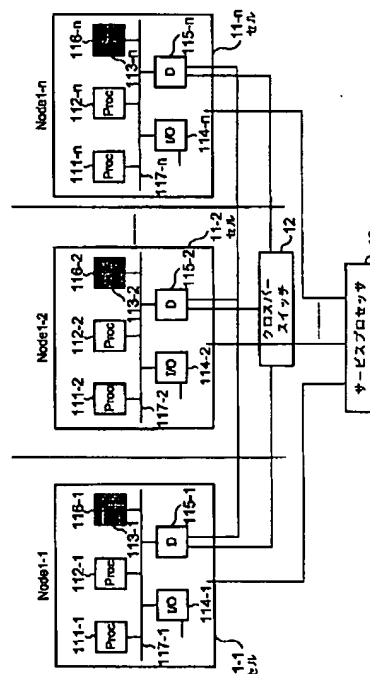 Node1-1
111-1
Proc
112-1
Proc
116-1
113-1
117-1
I/O
114-1
D
115-1
1-1
セル
Node1-2
111-2
Proc
112-2
Proc
116-2
113-2
117-2
I/O
114-2
D
115-2
11-2
セル
Node1-n
111-n
Proc
112-n
Proc
116-n
113-n
117-n
I/O
114-n
D
115-n
11-n
セル
12
クロスバー
スイッチ
サービスプロセッサ